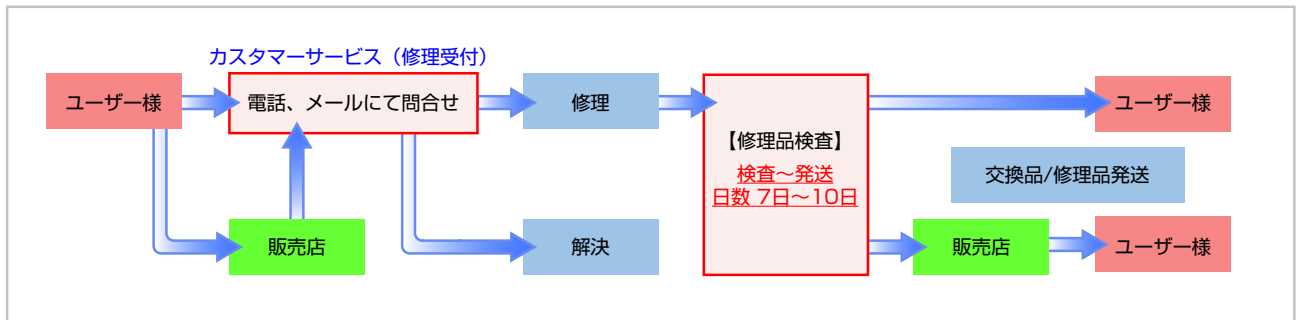 カスタマーサービス（修理受付）
ユーザー様
電話、メールにて問合せ
修理
ユーザー様
【修理品検査】
検査～発送
日数 7日～10日
交換品/修理品発送
販売店
解決
販売店
ユーザー様